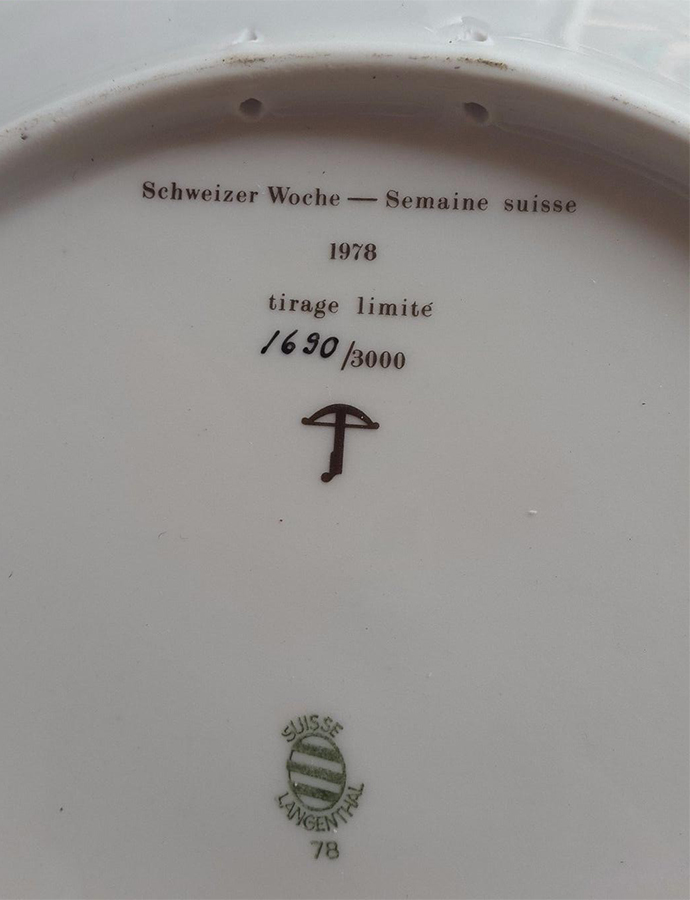 Schweizer Woche — Semaine suisse
1978
tirage limité
1690/3000
SUISSE
LANGENTHAL
78